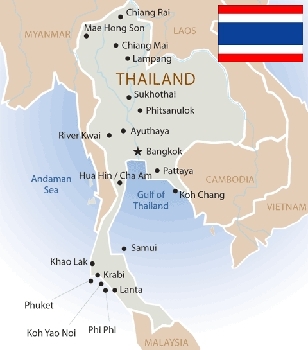 Chiang Rai
MYANMAR
LAOS
Mae Hong Son
Chiang Mai
Lampang
THAILAND
Sukhothai
Phitsanulok
River Kwai
Ayuthaya
Bangkok
Pattaya
Hua Hin / Cha Am
CAMBODIA
Andaman
Sea
Gulf of
Thailand
Koh Chang
VIETNAM
Samui
Khao Lak
Krabi
Phuket
Lanta
Koh Yao Noi
Phi Phi
MALAYSIA